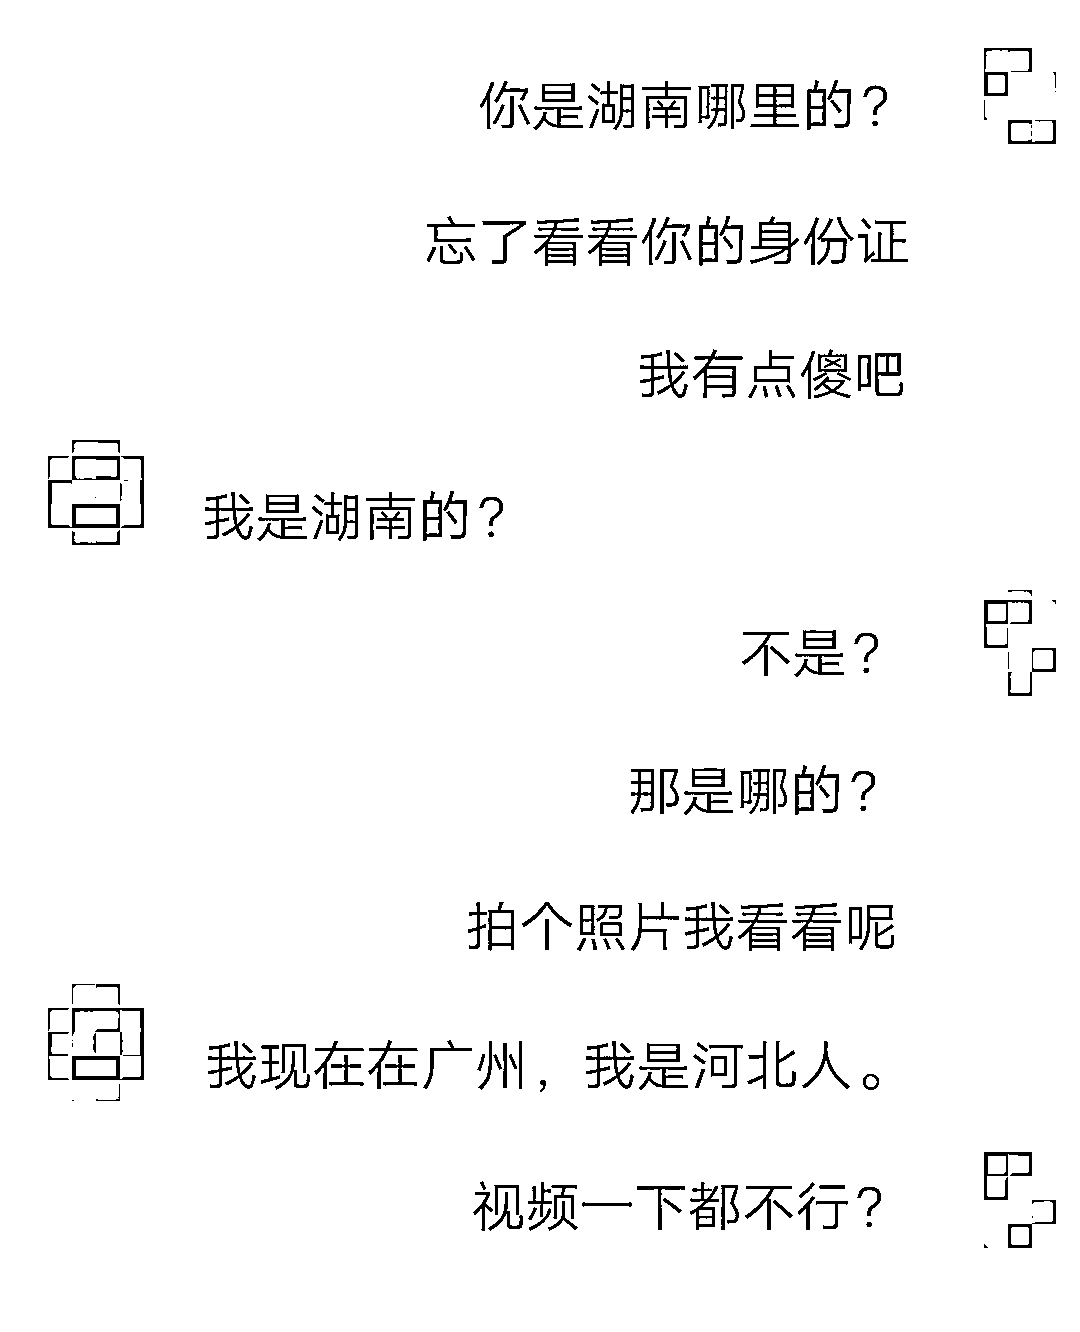 你是湖南哪里的？
忘了看看你的身份证
我有点傻吧
我是湖南的？
不是？
那是哪的？
拍个照片我看看呢
我现在在广州，我是河北人。
视频一下都不行？